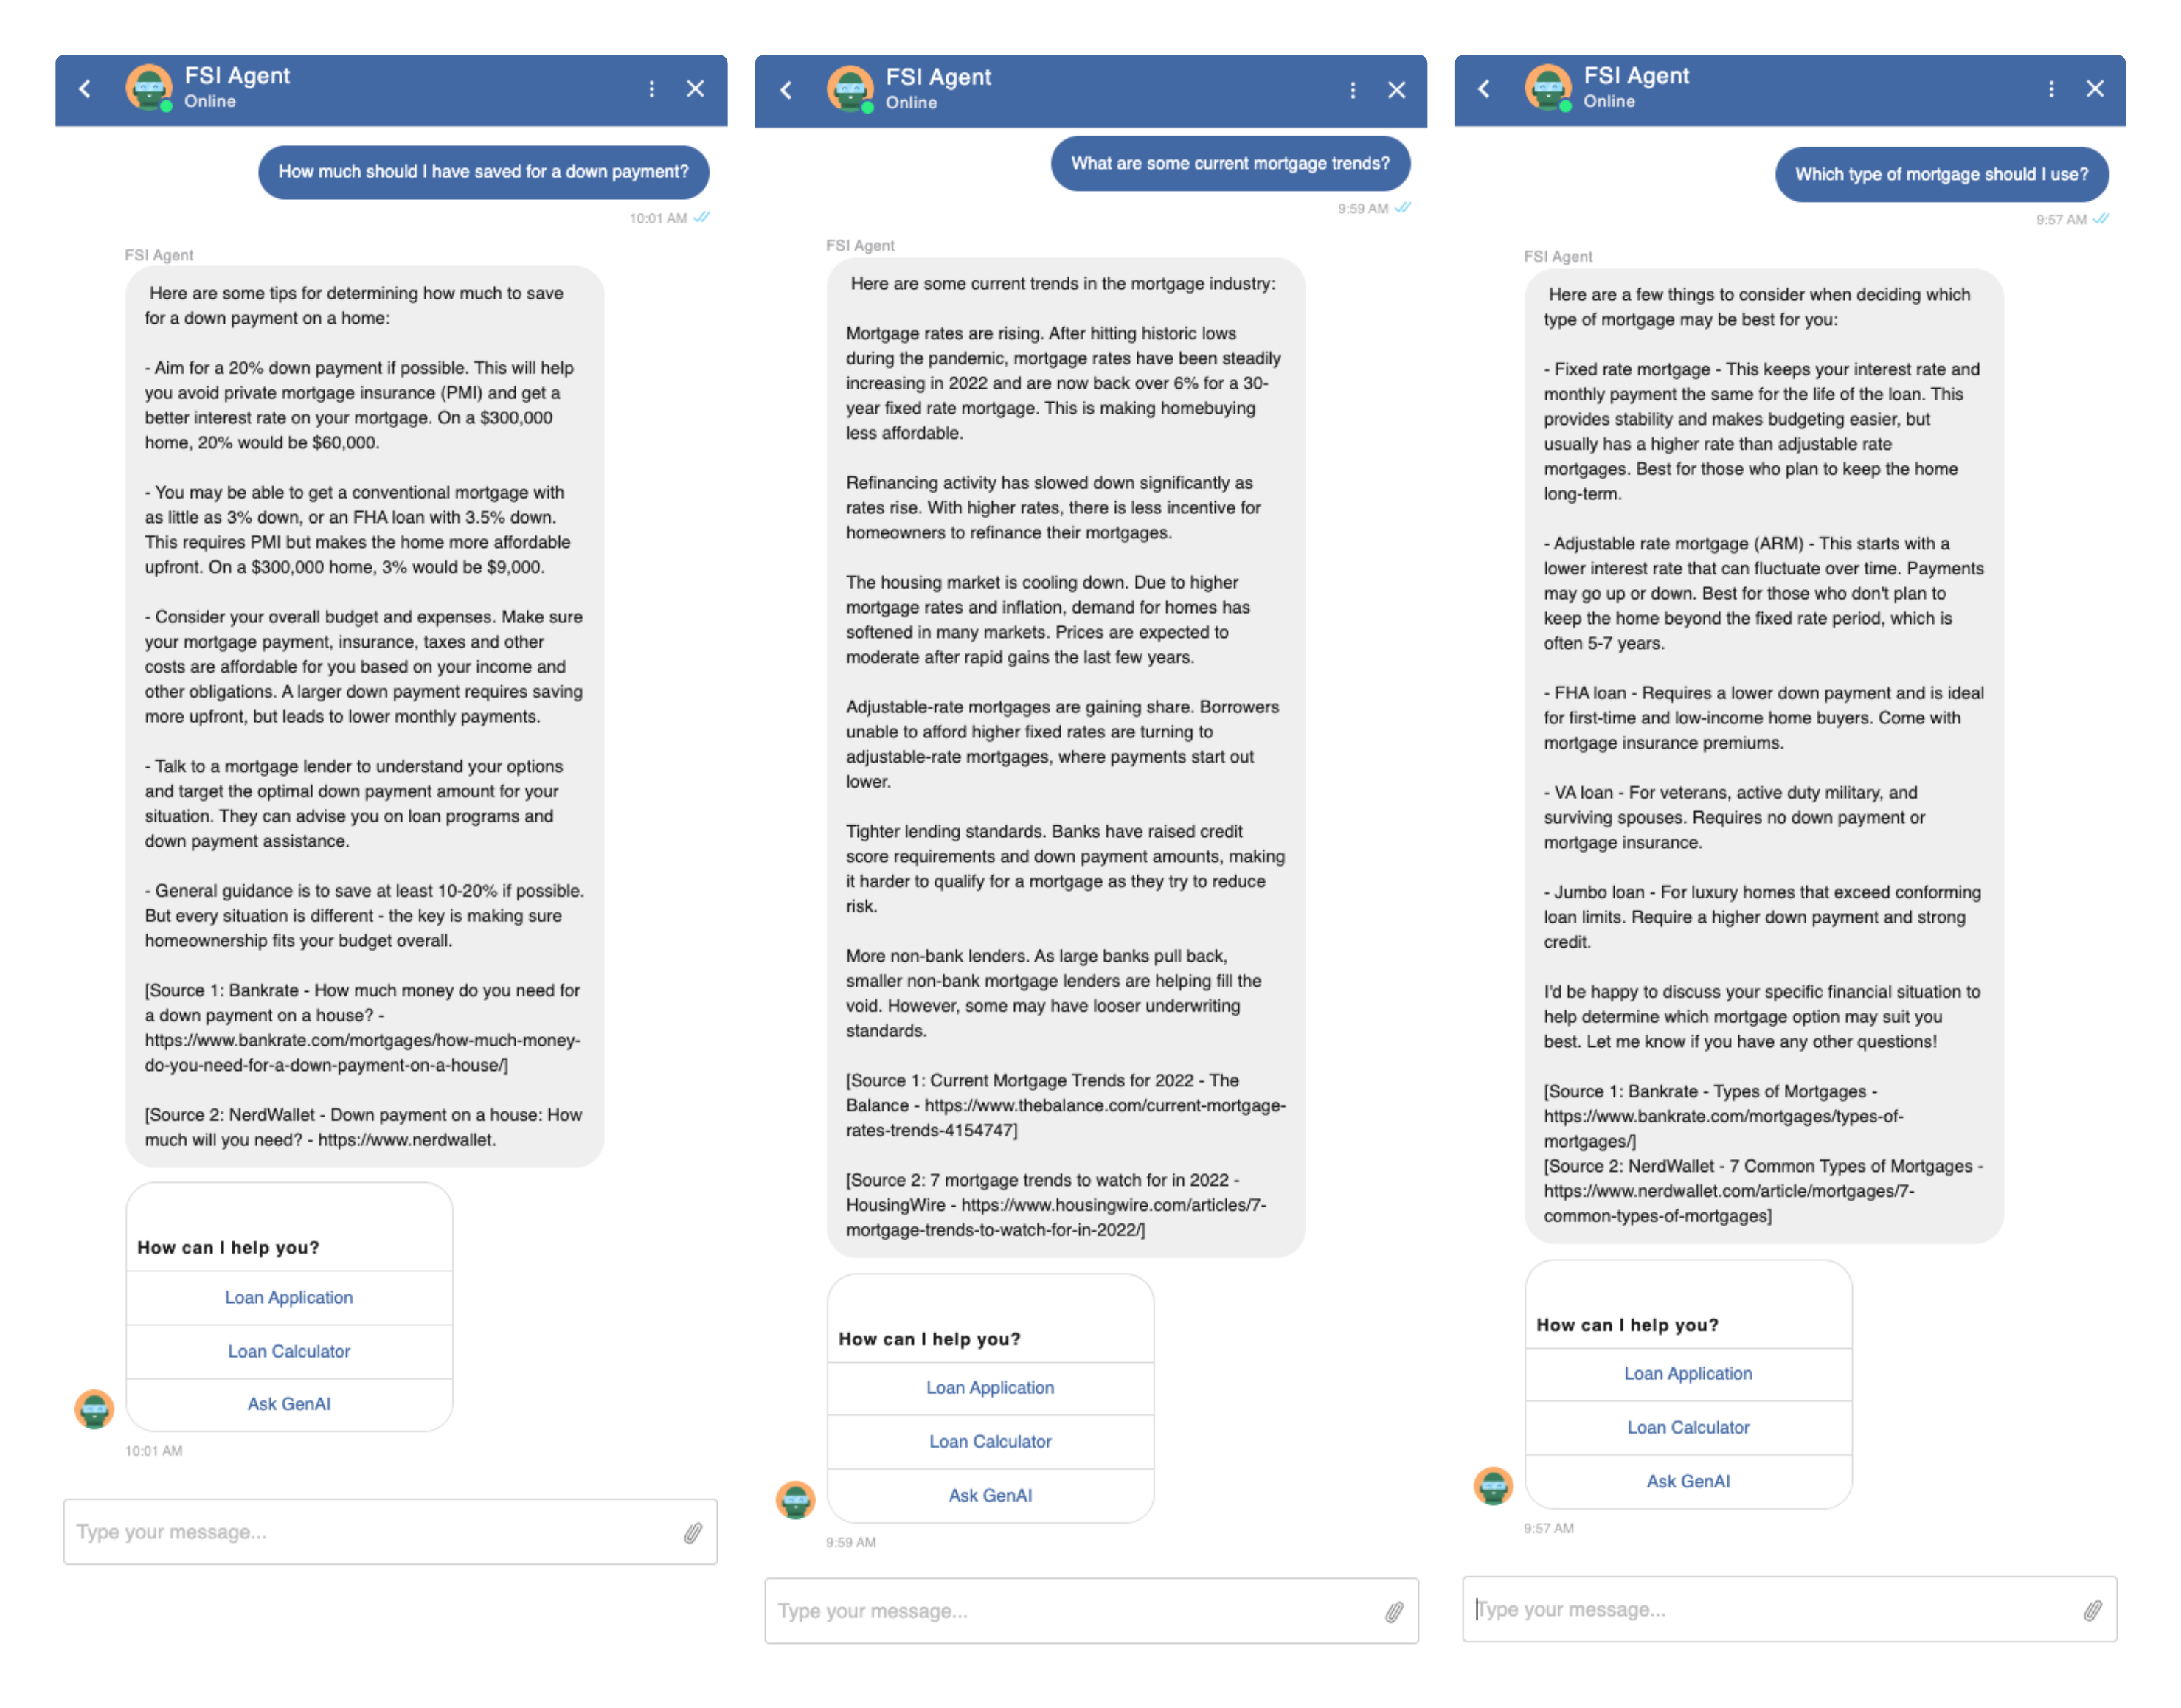 FSI Agent
Online
How much should I have saved for a down payment?
10:01 AM
FSI Agent
Here are some tips for determining how much to save
for a down payment on a home:
- Aim for a 20% down payment if possible. This will help
you avoid private mortgage insurance (PMI) and get a
better interest rate on your mortgage. On a $300,000
home, 20% would be $60,000.
- You may be able to get a conventional mortgage with
as little as 3% down, or an FHA loan with 3.5% down.
This requires PMI but makes the home more affordable
upfront. On a $300,000 home, 3% would be $9,000.
- Consider your overall budget and expenses. Make sure
your mortgage payment, insurance, taxes and other
costs are affordable for you based on your income and
other obligations. A larger down payment requires saving
more upfront, but leads to lower monthly payments.
- Talk to a mortgage lender to understand your options
and target the optimal down payment amount for your
situation. They can advise you on loan programs and
down payment assistance.
- General guidance is to save at least 10-20% if possible.
But every situation is different - the key is making sure
homeownership fits your budget overall.
[Source 1: Bankrate - How much money do you need for
a down payment on a house? -
https://www.bankrate.com/mortgages/how-much-money-
do-you-need-for-a-down-payment-on-a-house/]
[Source 2: NerdWallet - Down payment on a house: How
much will you need? - https://www.nerdwallet.
How can I help you?
Loan Application
Loan Calculator
Ask GenAI
10:01 AM
Type your message...
FSI Agent
Online
What are some current mortgage trends?
9:59 AM
FSI Agent
Here are some current trends in the mortgage industry:
Mortgage rates are rising. After hitting historic lows
during the pandemic, mortgage rates have been steadily
increasing in 2022 and are now back over 6% for a 30-
year fixed rate mortgage. This is making homebuying
less affordable.
Refinancing activity has slowed down significantly as
rates rise. With higher rates, there is less incentive for
homeowners to refinance their mortgages.
The housing market is cooling down. Due to higher
mortgage rates and inflation, demand for homes has
softened in many markets. Prices are expected to
moderate after rapid gains the last few years.
Adjustable-rate mortgages are gaining share. Borrowers
unable to afford higher fixed rates are turning to
adjustable-rate mortgages, where payments start out
lower.
Tighter lending standards. Banks have raised credit
score requirements and down payment amounts, making
it harder to qualify for a mortgage as they try to reduce
risk.
More non-bank lenders. As large banks pull back,
smaller non-bank mortgage lenders are helping fill the
void. However, some may have looser underwriting
standards.
[Source 1: Current Mortgage Trends for 2022 - The
Balance - https://www.thebalance.com/current-mortgage-
rates-trends-4154747]
[Source 2: 7 mortgage trends to watch for in 2022 -
HousingWire - https://www.housingwire.com/articles/7-
mortgage-trends-to-watch-for-in-2022/]
How can I help you?
Loan Application
Loan Calculator
Ask GenAI
9:59 AM
Type your message...
FSI Agent
Online
Which type of mortgage should I use?
9:57 AM
FSI Agent
Here are a few things to consider when deciding which
type of mortgage may be best for you:
- Fixed rate mortgage - This keeps your interest rate and
monthly payment the same for the life of the loan. This
provides stability and makes budgeting easier, but
usually has a higher rate than adjustable rate
mortgages. Best for those who plan to keep the home
long-term.
- Adjustable rate mortgage (ARM) - This starts with a
lower interest rate that can fluctuate over time. Payments
may go up or down. Best for those who don't plan to
keep the home beyond the fixed rate period, which is
often 5-7 years.
- FHA loan - Requires a lower down payment and is ideal
for first-time and low-income home buyers. Come with
mortgage insurance premiums.
- VA loan - For veterans, active duty military, and
surviving spouses. Requires no down payment or
mortgage insurance.
- Jumbo loan - For luxury homes that exceed conforming
loan limits. Require a higher down payment and strong
credit.
I'd be happy to discuss your specific financial situation to
help determine which mortgage option may suit you
best. Let me know if you have any other questions!
[Source 1: Bankrate - Types of Mortgages -
https://www.bankrate.com/mortgages/types-of-
mortgages/]
[Source 2: NerdWallet - 7 Common Types of Mortgages -
https://www.nerdwallet.com/article/mortgages/7-
common-types-of-mortgages]
How can I help you?
Loan Application
Loan Calculator
Ask GenAI
9:57 AM
Type your message...